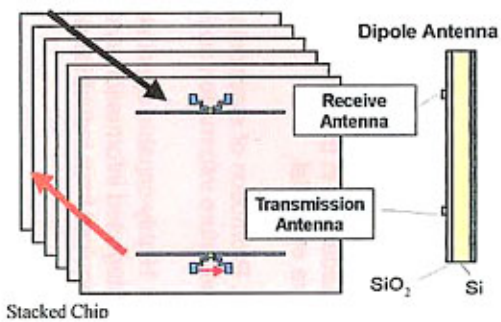 Dipole Antenna
Receive
Antenna
Transmission
Antenna
SiO₂
Si
Stacked Chip